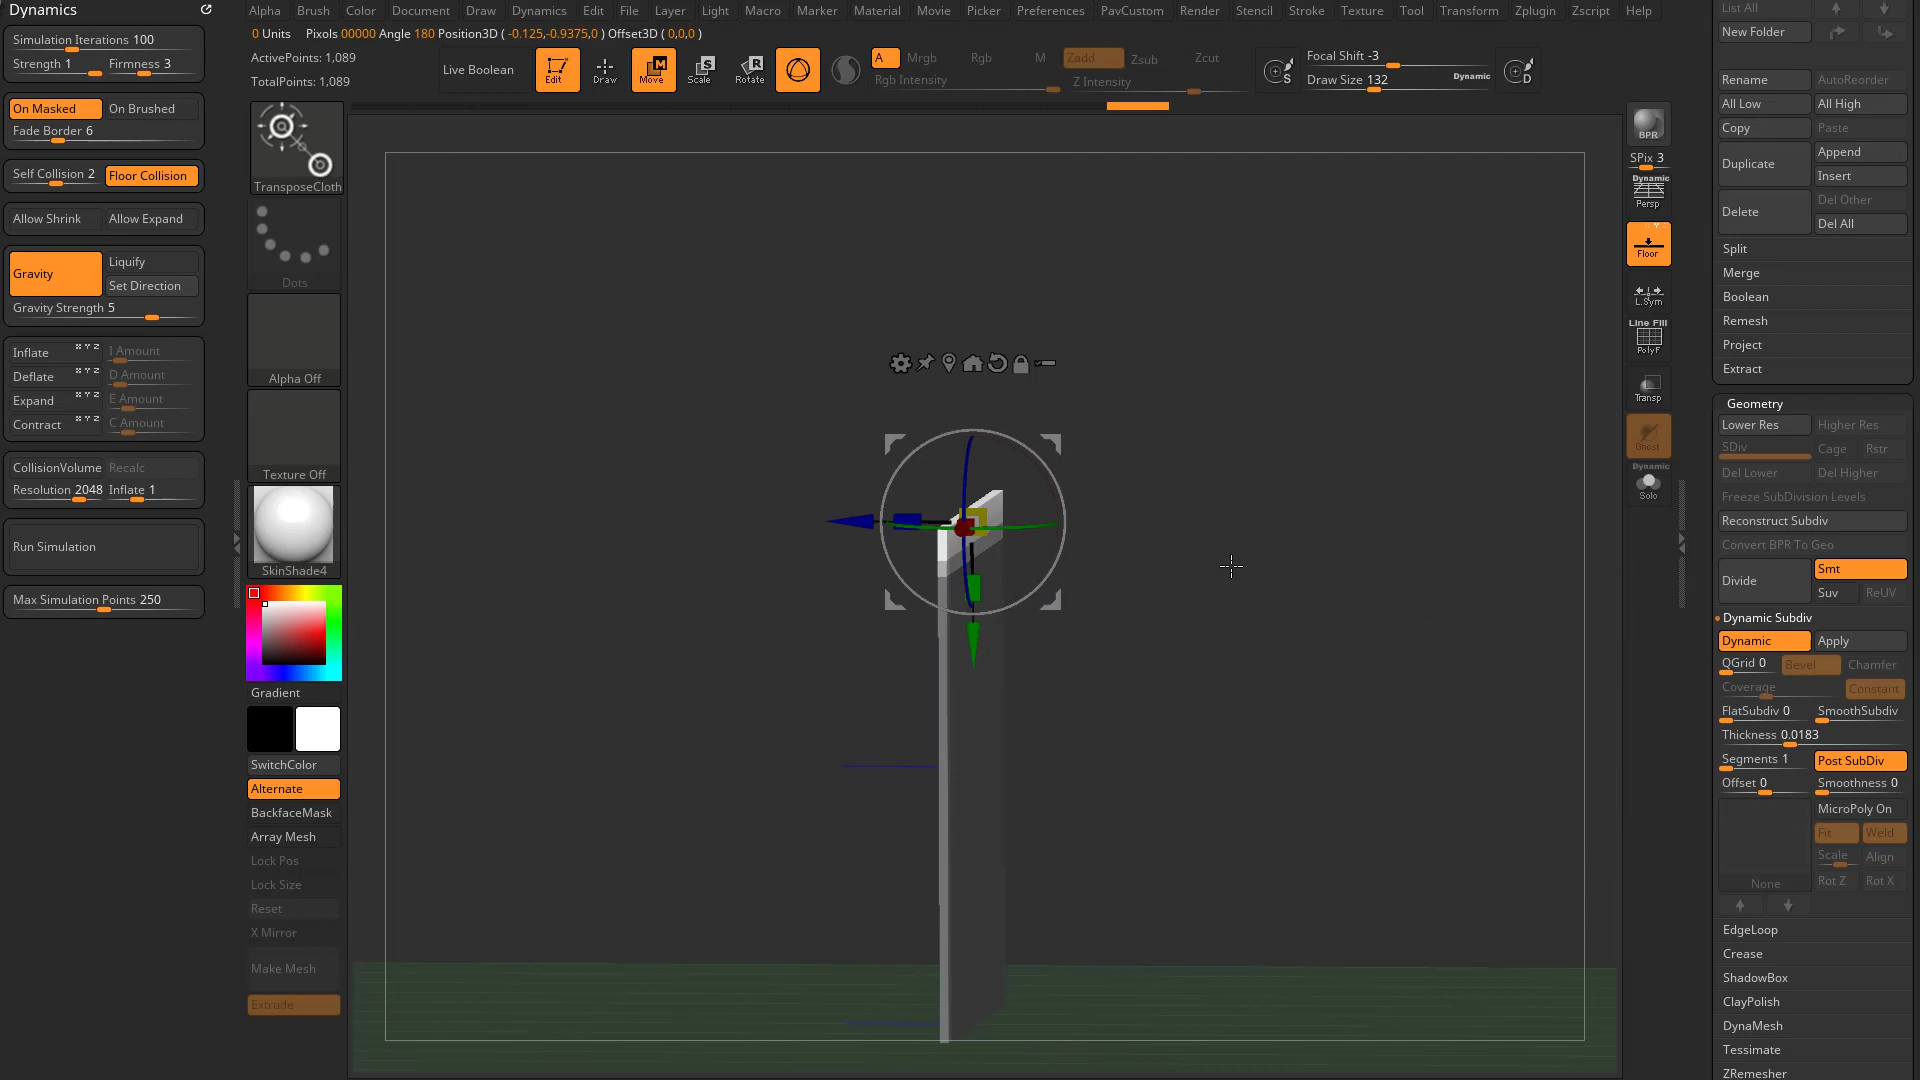 Dynamics
Alpha Brush Color Document Draw Dynamics Edit File Layer Light Macro Marker Material Movie Picker Preferences PavCustom Render Stencil Stroke Texture Tool Transform Zplugin Zscript Help
0 Units Pixols 00000 Angle 180 Position3D ( -0.125,-0.9375,0 ) Offset3D ( 0,0,0 )
ActivePoints: 1,089
TotalPoints: 1,089
Live Boolean
Edit
Draw
Move
Scale
Rotate
A Mrgb Rgb M Zadd Zsub Zcut
Rgb Intensity Z Intensity
Focal Shift -3
Draw Size 132 Dynamic
Simulation Iterations 100
Strength 1 Firmness 3
On Masked On Brushed
Fade Border 6
Self Collision 2 Floor Collision
Allow Shrink Allow Expand
Gravity
Liquify
Set Direction
Gravity Strength 5
Inflate I Amount
Deflate D Amount
Expand E Amount
Contract C Amount
CollisionVolume Recalc
Resolution 2048 Inflate 1
Run Simulation
Max Simulation Points 250
TransposeCloth
Dots
Alpha Off
Texture Off
SkinShade4
Gradient
SwitchColor
Alternate
BackfaceMask
Array Mesh
Lock Pos
Lock Size
Reset
X Mirror
Make Mesh
Extrude
BPR
SPix 3
Dynamic
Persp
Floor
L.Sym
Line Fill
PolyF
Transp
Ghost
Dynamic
Solo
List All
New Folder
Rename AutoReorder
All Low All High
Copy Paste
Duplicate
Append
Insert
Delete
Del Other
Del All
Split
Merge
Boolean
Remesh
Project
Extract
Geometry
Lower Res Higher Res
SDiv Cage Rstr
Del Lower Del Higher
Freeze SubDivision Levels
Reconstruct Subdiv
Convert BPR To Geo
Divide
Smt
Suv ReUV
Dynamic Subdiv
Dynamic Apply
QGrid 0 Bevel Chamfer
Coverage Constant
FlatSubdiv 0 SmoothSubdiv
Thickness 0.0183
Segments 1 Post SubDiv
Offset 0 Smoothness 0
MicroPoly On
Fit Weld
Scale Align
None
Rot Z Rot X
EdgeLoop
Crease
ShadowBox
ClayPolish
DynaMesh
Tessimate
ZRemesher